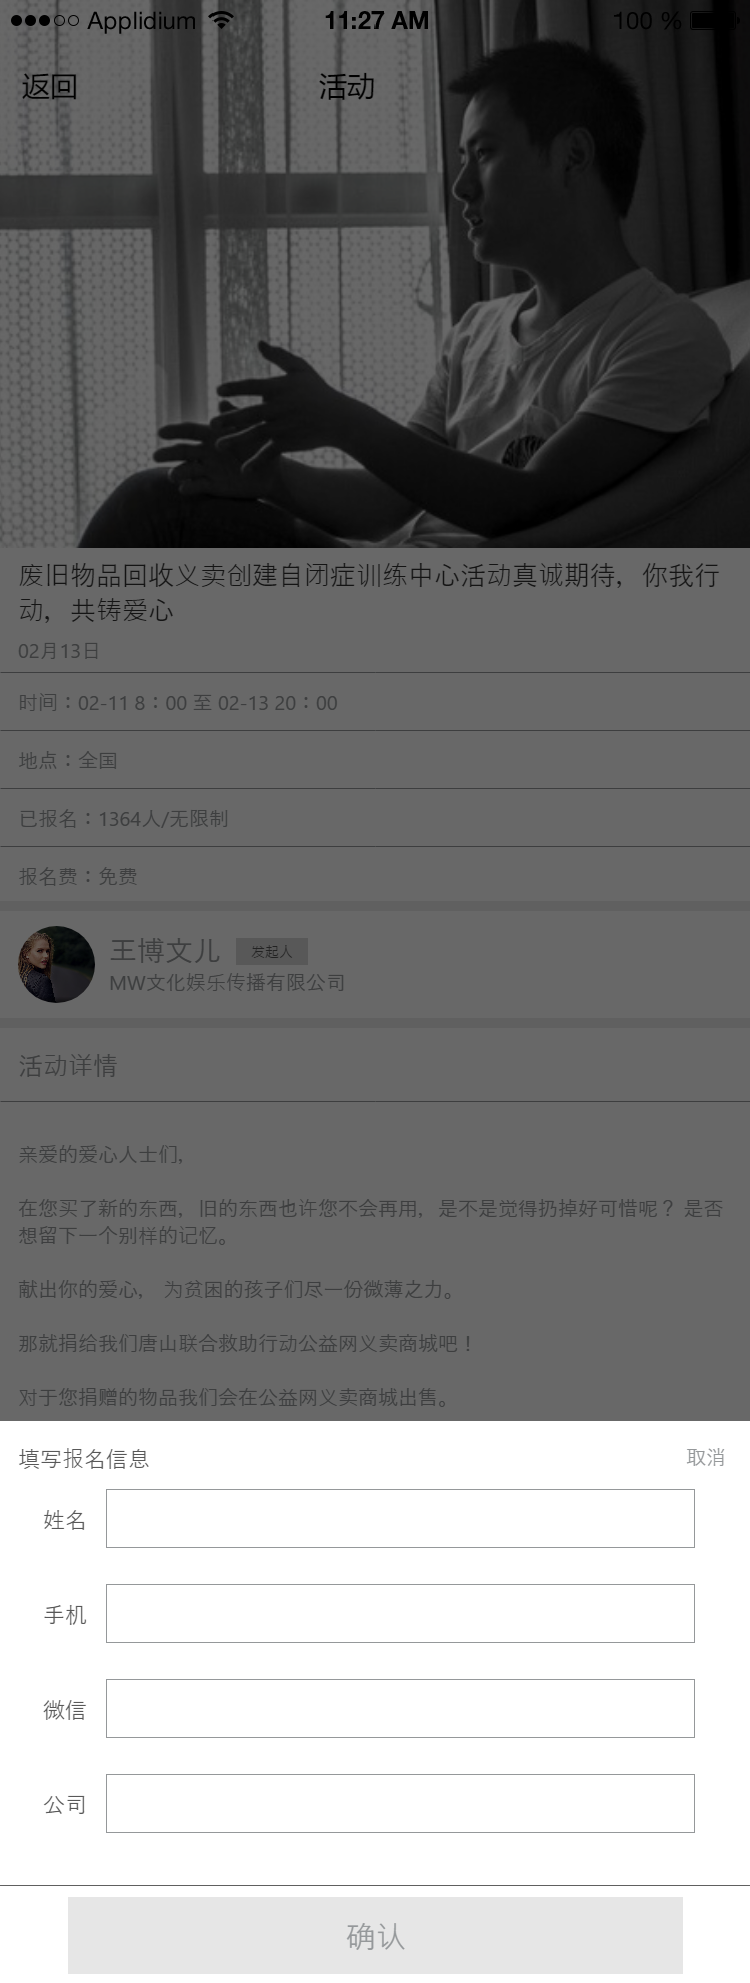 Applidium 11:27 AM 100 %
返回 活动
废旧物品回收义卖创建自闭症训练中心活动真诚期待，你我行
动，共铸爱心
02月13日
时间：02-11 8：00 至 02-13 20：00
地点：全国
已报名：1364人/无限制
报名费：免费
王博文儿 发起人
MW文化娱乐传播有限公司
活动详情
亲爱的爱心人士们，
在您买了新的东西，旧的东西也许您不会再用，是不是觉得扔掉好可惜呢？ 是否
想留下一个别样的记忆。
献出你的爱心， 为贫困的孩子们尽一份微薄之力。
那就捐给我们唐山联合救助行动公益网义卖商城吧！
对于您捐赠的物品我们会在公益网义卖商城出售。
填写报名信息 取消
姓名
手机
微信
公司
确认